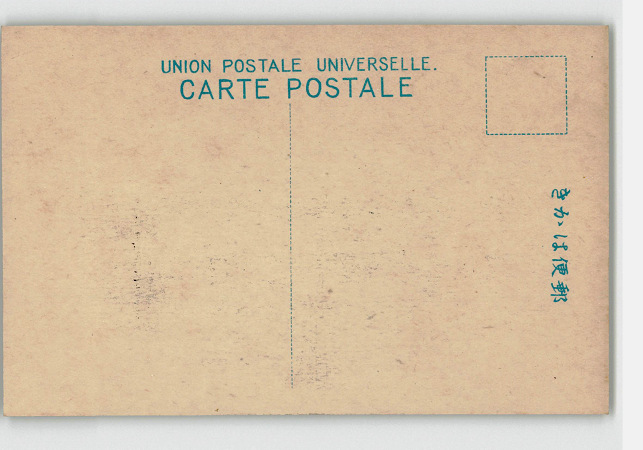 UNION POSTALE UNIVERSELLE.
CARTE POSTALE
きかは便郵